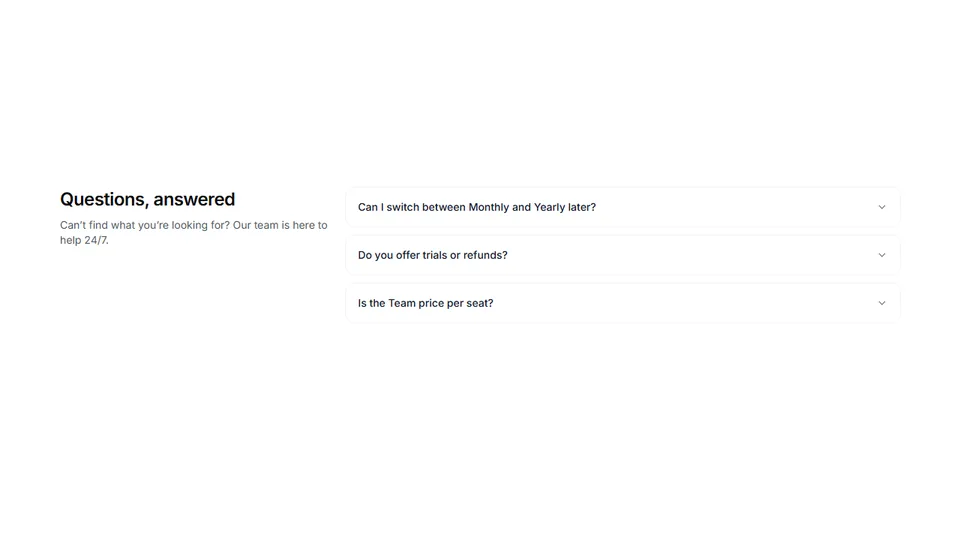 Questions, answered
Can't find what you're looking for? Our team is here to
help 24/7.
Can I switch between Monthly and Yearly later?
Do you offer trials or refunds?
Is the Team price per seat?